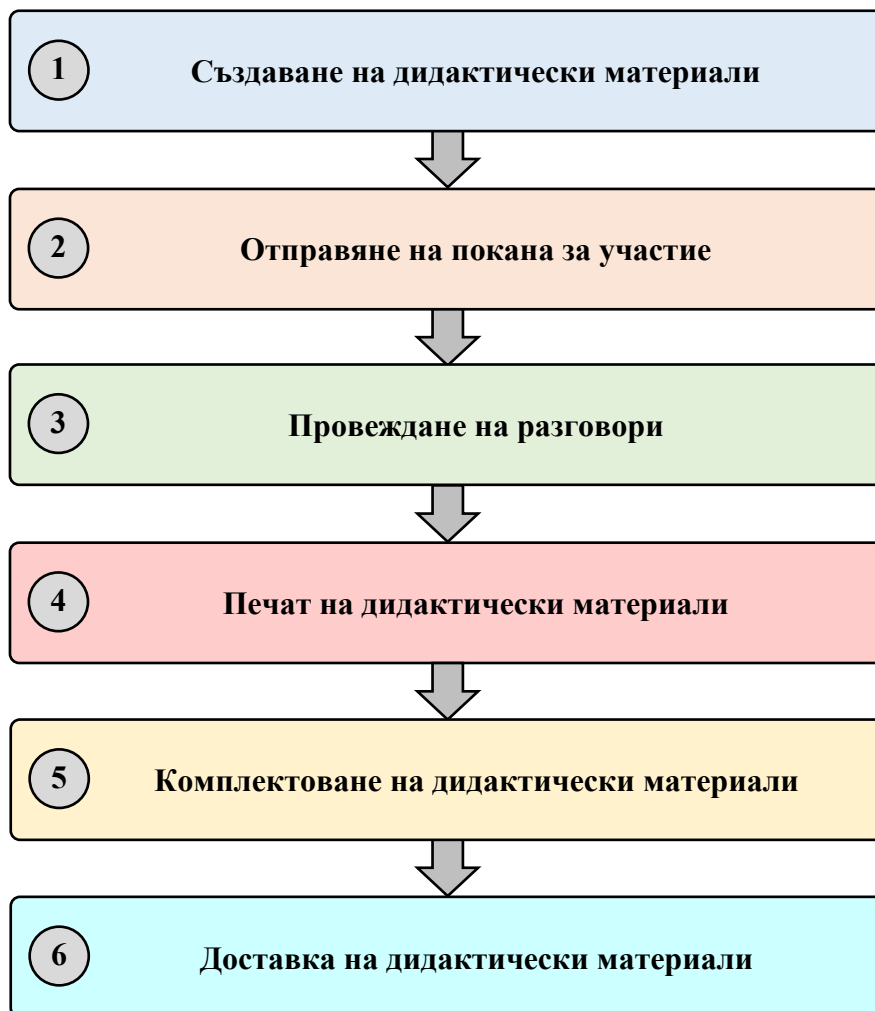 1 Създаване на дидактически материали
2 Отправяне на покана за участие
3 Провеждане на разговори
4 Печат на дидактически материали
5 Комплектоване на дидактически материали
6 Доставка на дидактически материали